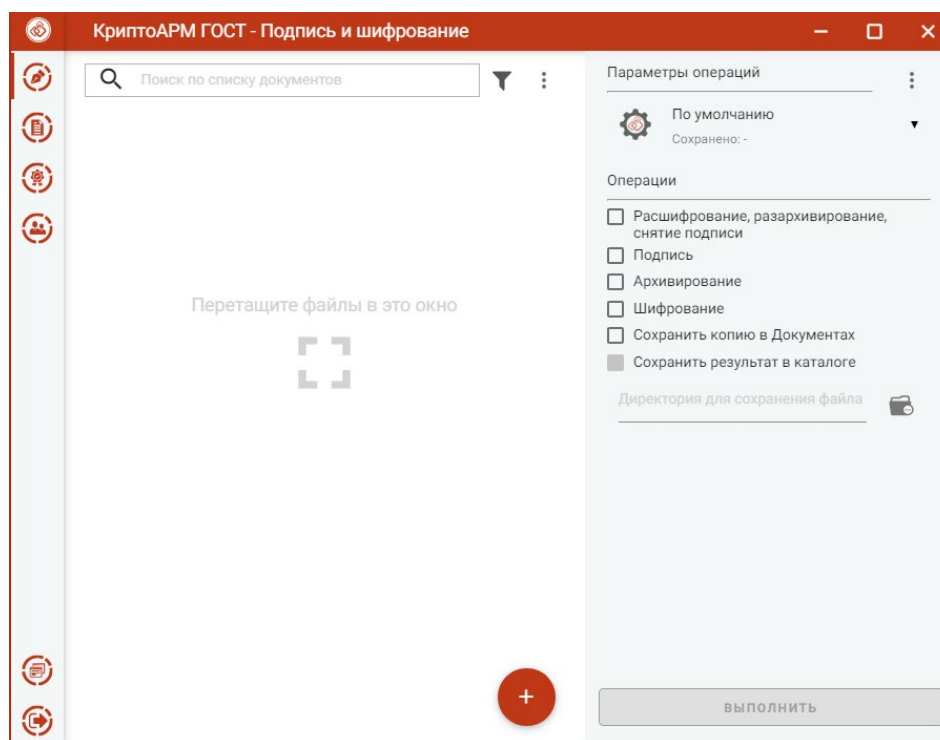 КриптоАРМ ГОСТ - Подпись и шифрование
Поиск по списку документов
Перетащите файлы в это окно
+
Параметры операций
По умолчанию
Сохранено: -
Операции
Расшифрование, разархивирование,
снятие подписи
Подпись
Архивирование
Шифрование
Сохранить копию в Документах
Сохранить результат в каталоге
Директория для сохранения файла
ВЫПОЛНИТЬ